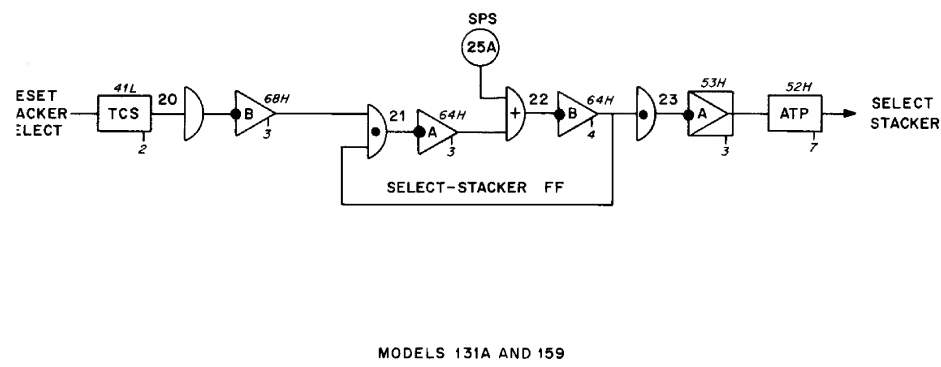 SPS
25A
41L
20
68H
64H
22
64H
23
53H
52H
ESET
ACKER
ELECT
TCS
B
21
A
+
B
A
ATP
SELECT
STACKER
2
3
3
4
3
7
SELECT-STACKER FF
MODELS 131A AND 159